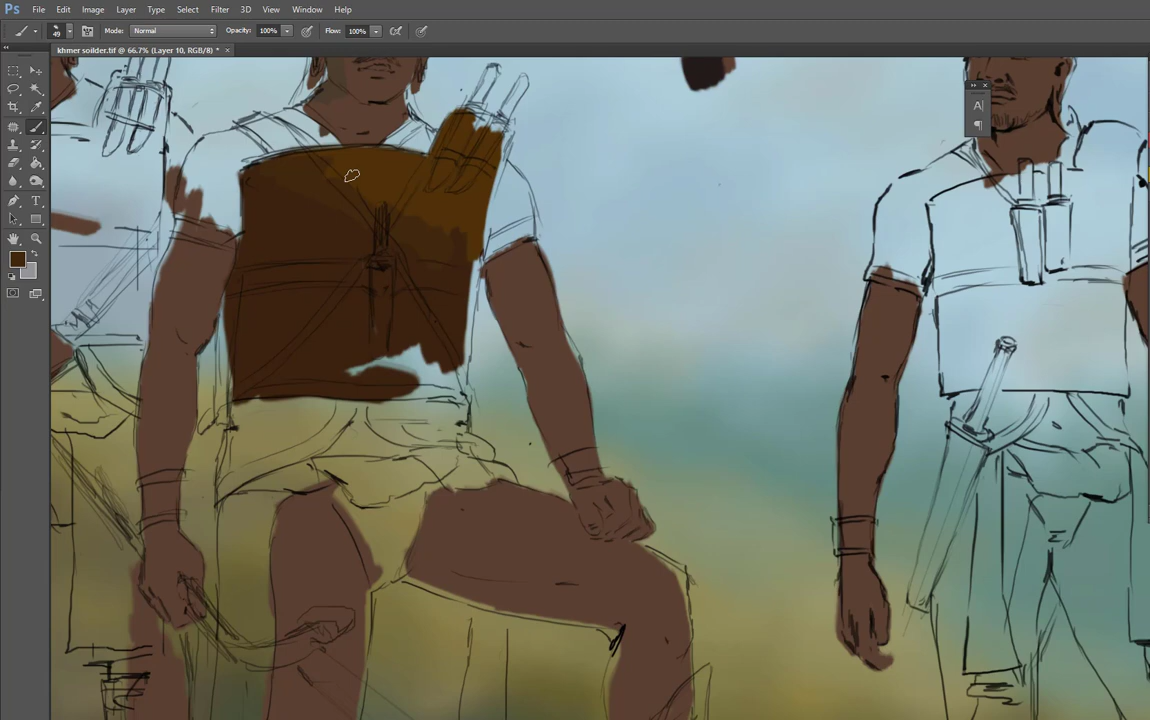 Ps File Edit Image Layer Type Select Filter 3D View Window Help
49 Mode: Normal Opacity: 100% Flow: 100%
khmer soilder.tif @ 66.7% (Layer 10, RGB/8) * ×
A
¶
T